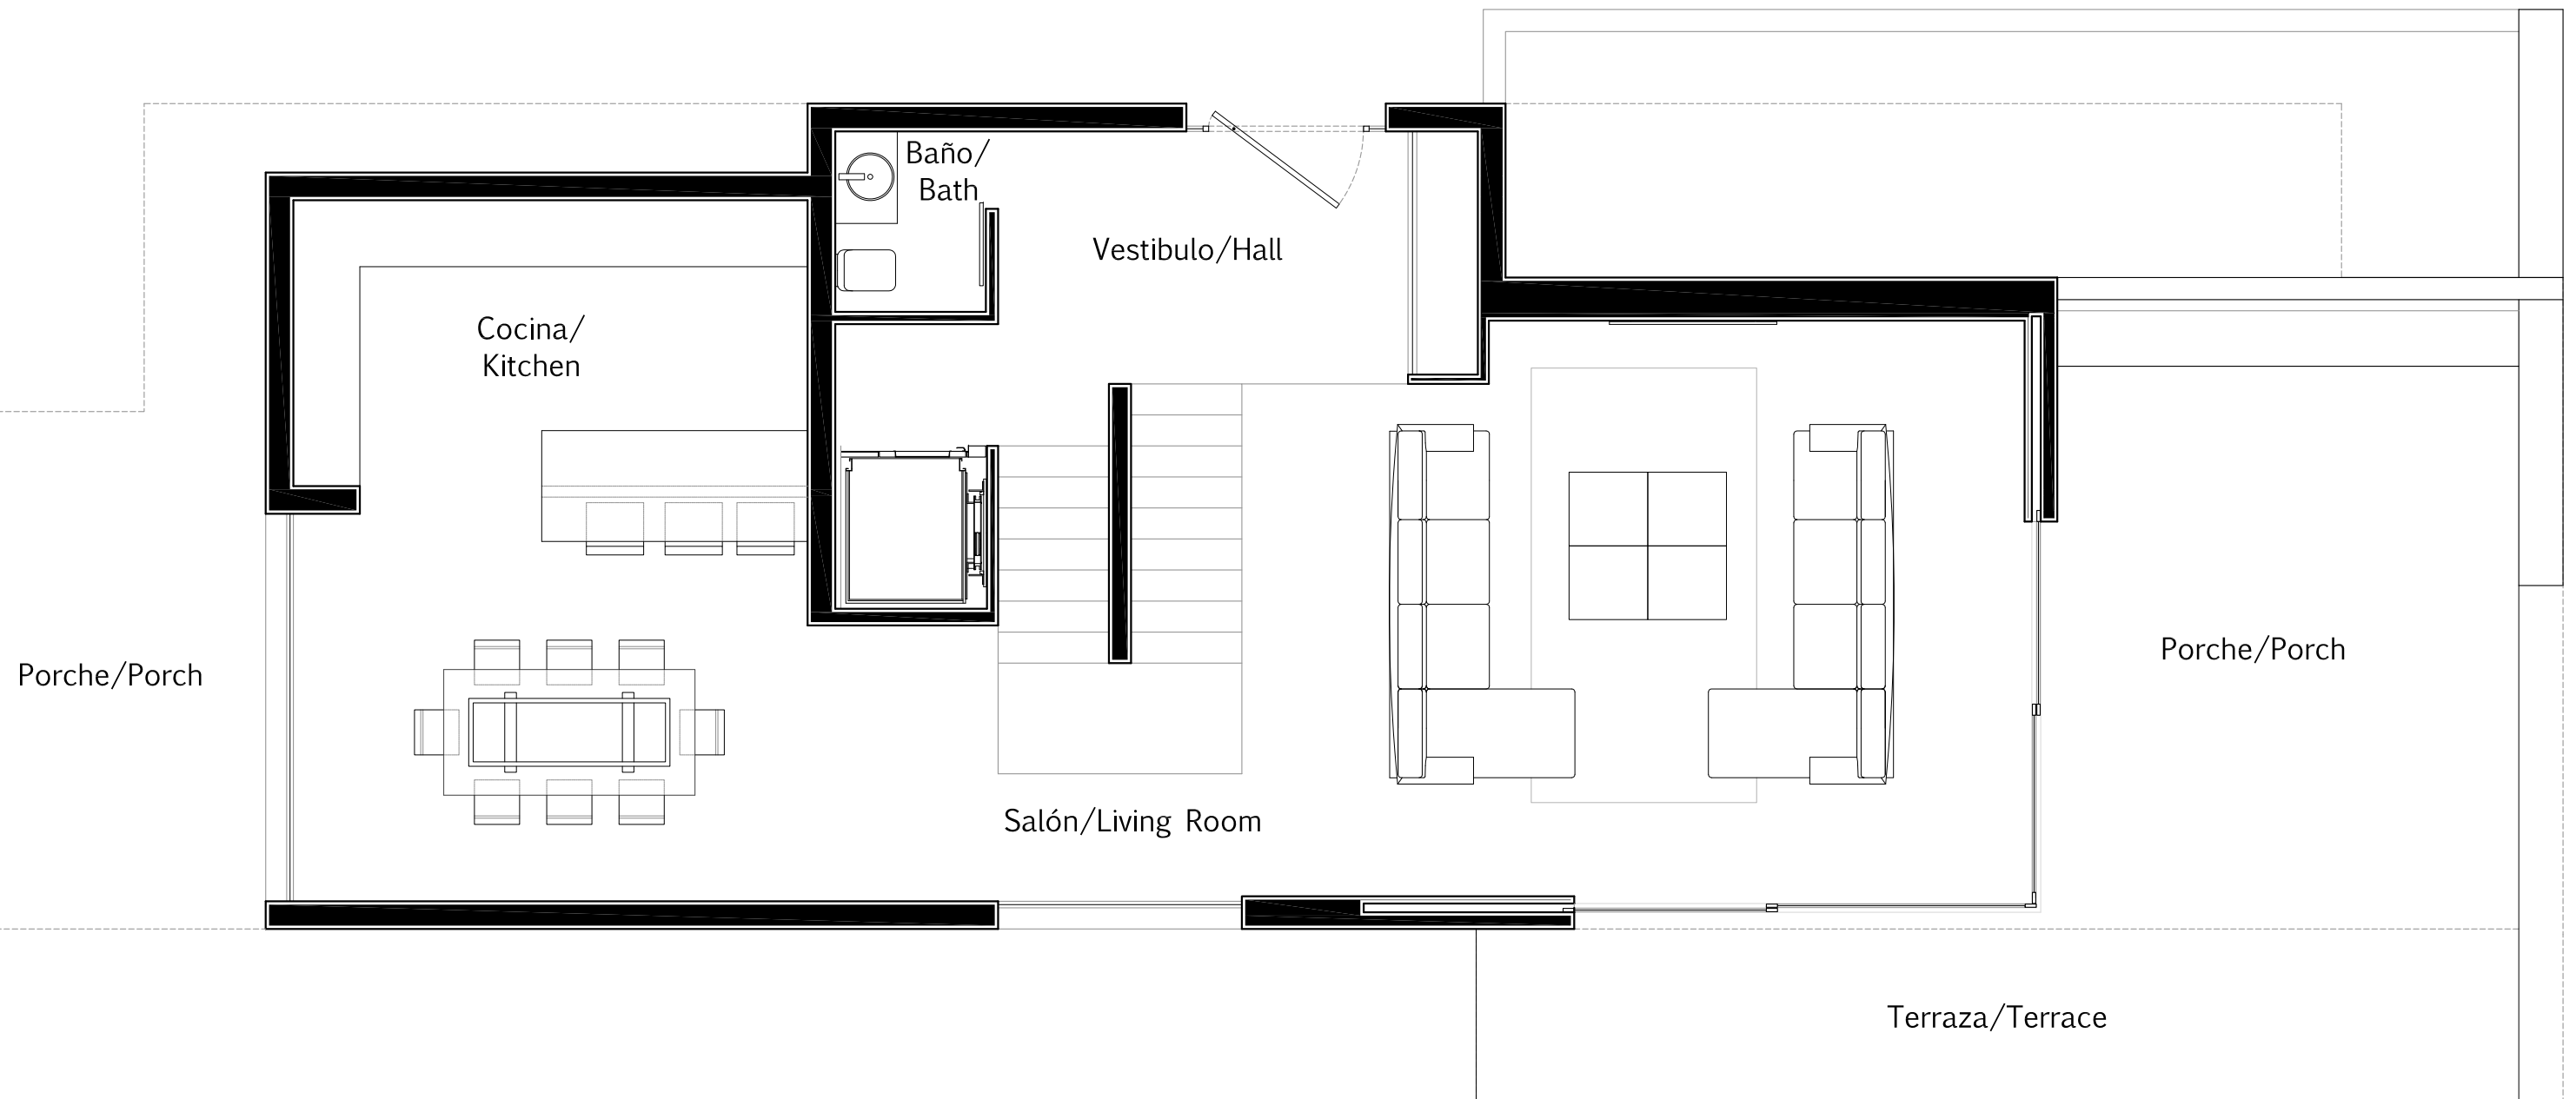 Baño/
Bath
Vestibulo/Hall
Cocina/
Kitchen
Porche/Porch
Porche/Porch
Salón/Living Room
Terraza/Terrace